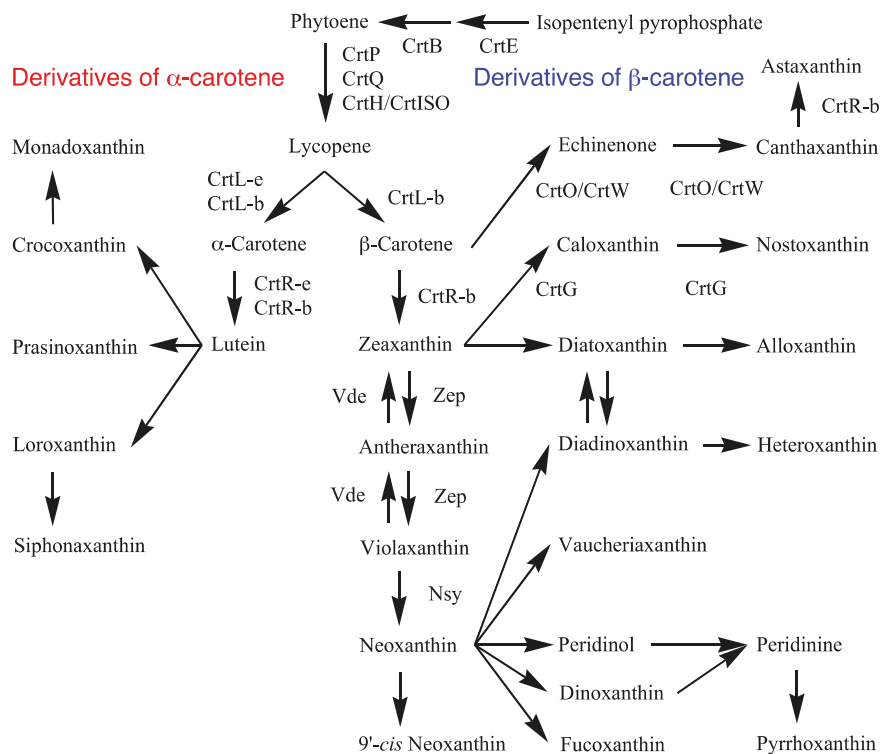 Phytoene
Isopentenyl pyrophosphate
CrtB
CrtE
CrtP
CrtQ
CrtH/CrtISO
Derivatives of α-carotene
Derivatives of β-carotene
Astaxanthin
CrtR-b
Monadoxanthin
Lycopene
Echinenone
Canthaxanthin
CrtL-e
CrtL-b
CrtL-b
CrtO/CrtW
CrtO/CrtW
Crocoxanthin
α-Carotene
β-Carotene
Caloxanthin
Nostoxanthin
CrtR-e
CrtR-b
CrtR-b
CrtG
CrtG
Prasinoxanthin
Lutein
Zeaxanthin
Diatoxanthin
Alloxanthin
Vde
Zep
Loroxanthin
Antheraxanthin
Diadinoxanthin
Heteroxanthin
Vde
Zep
Siphonaxanthin
Violaxanthin
Vaucheriaxanthin
Nsy
Neoxanthin
Peridinol
Peridinine
Dinoxanthin
9'-cis Neoxanthin
Fucoxanthin
Pyrrhoxanthin